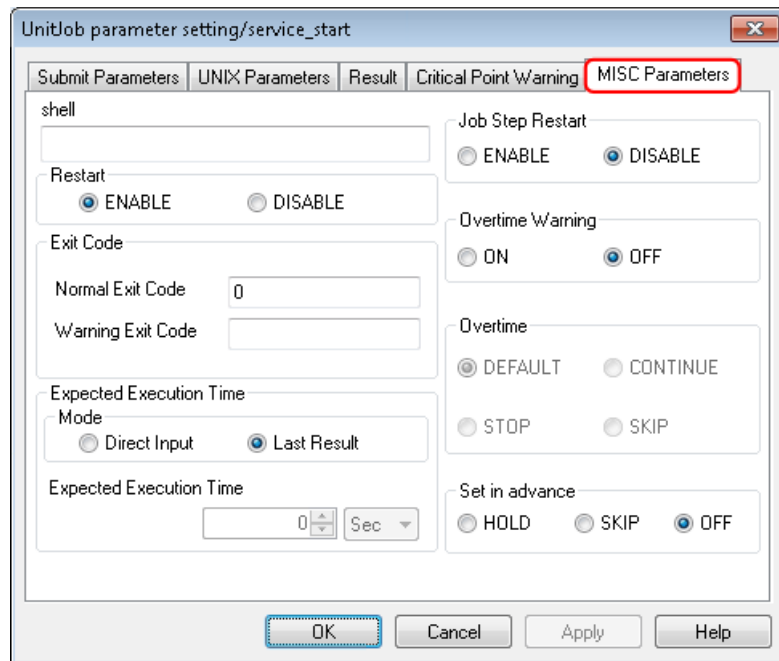 UnitJob parameter setting/service_start
Submit Parameters UNIX Parameters Result Critical Point Warning MISC Parameters
shell
Restart
ENABLE DISABLE
Exit Code
Normal Exit Code 0
Warning Exit Code
Expected Execution Time
Mode
Direct Input Last Result
Expected Execution Time
0 Sec
Job Step Restart
ENABLE DISABLE
Overtime Warning
ON OFF
Overtime
DEFAULT CONTINUE
STOP SKIP
Set in advance
HOLD SKIP OFF
OK Cancel Apply Help